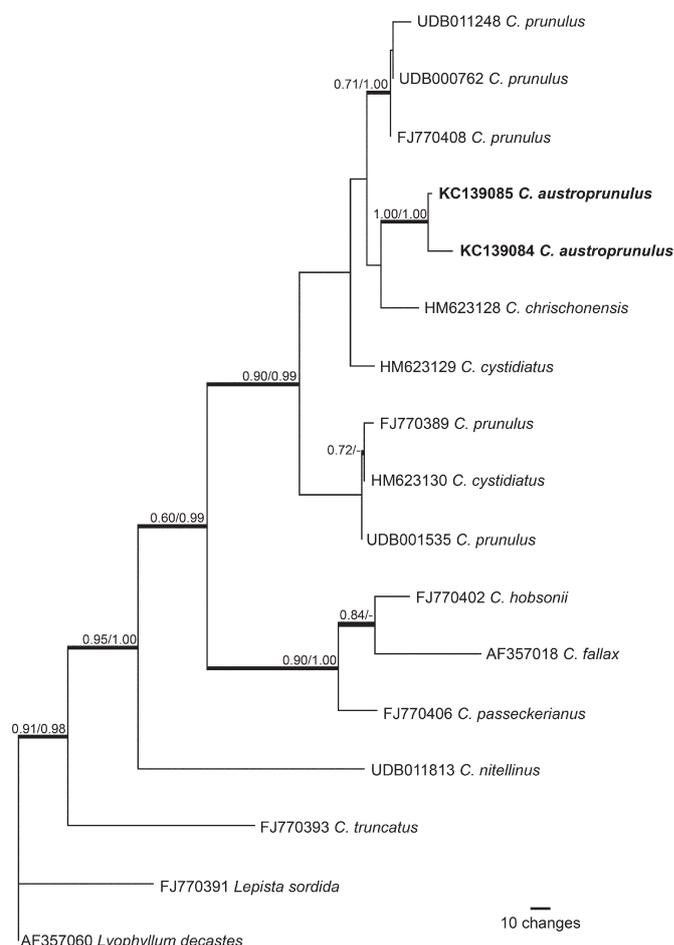 UDB011248 C. prunulus
UDB000762 C. prunulus
0.71/1.00
FJ770408 C. prunulus
KC139085 C. austroprunulus
1.00/1.00
KC139084 C. austroprunulus
HM623128 C. chrischonensis
HM623129 C. cystidiatus
0.90/0.99
FJ770389 C. prunulus
0.72/-
HM623130 C. cystidiatus
0.60/0.99
UDB001535 C. prunulus
FJ770402 C. hobsonii
0.84/-
0.95/1.00
AF357018 C. fallax
0.90/1.00
FJ770406 C. passeckerianus
0.91/0.98
UDB011813 C. nitellinus
FJ770393 C. truncatus
FJ770391 Lepista sordida
10 changes
AF357060 Lyophyllum decastes